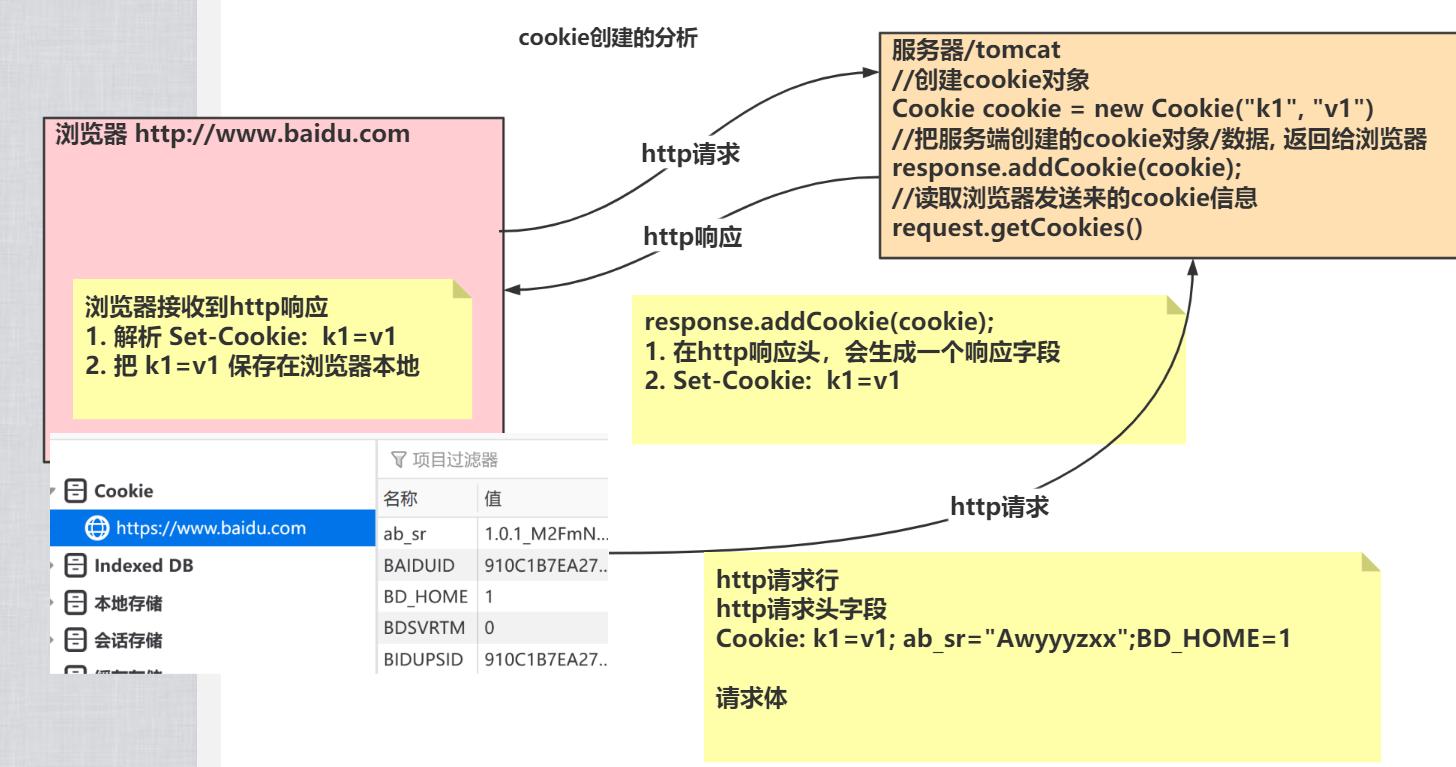 cookie创建的分析
服务器/tomcat
//创建cookie对象
Cookie cookie = new Cookie("k1", "v1")
//把服务端创建的cookie对象/数据, 返回给浏览器
response.addCookie(cookie);
//读取浏览器发送来的cookie信息
request.getCookies()
浏览器 http://www.baidu.com
http请求
http响应
浏览器接收到http响应
1. 解析 Set-Cookie:  k1=v1
2. 把 k1=v1 保存在浏览器本地
response.addCookie(cookie);
1. 在http响应头，会生成一个响应字段
2. Set-Cookie:  k1=v1
项目过滤器
Cookie
https://www.baidu.com
Indexed DB
本地存储
会话存储
名称 值
ab_sr 1.0.1_M2FmN...
BAIDUID 910C1B7EA27...
BD_HOME 1
BDSVRTM 0
BIDUPSID 910C1B7EA27...
http请求
http请求行
http请求头字段
Cookie: k1=v1; ab_sr="Awyyyzxx";BD_HOME=1
请求体